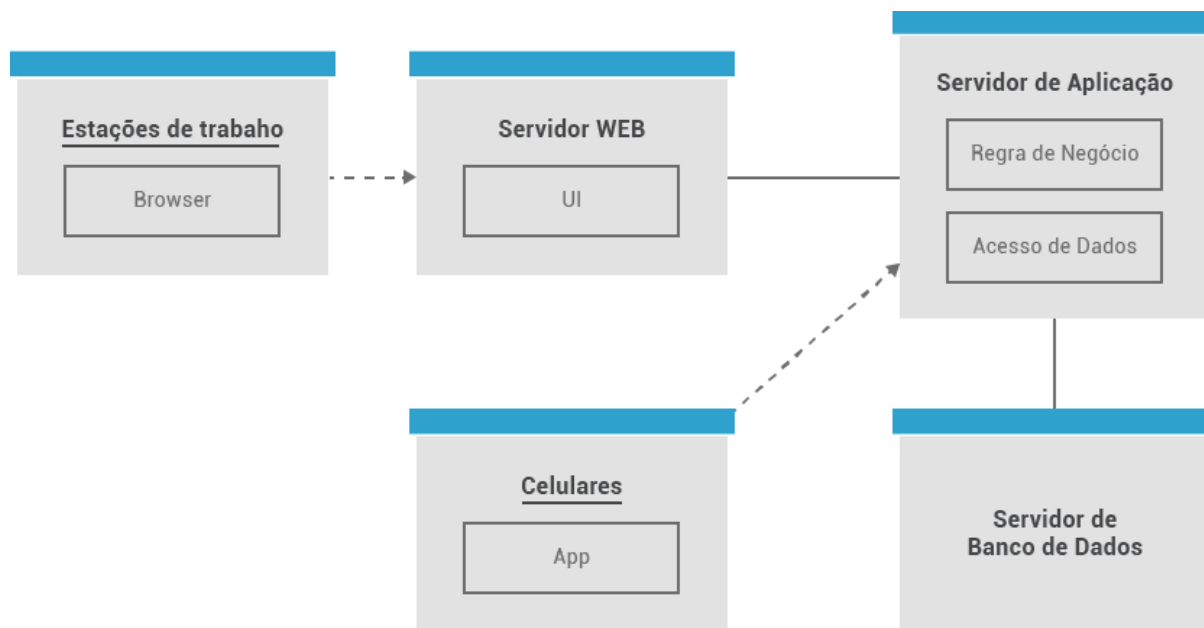 Estações de trabaho
Browser
Servidor WEB
UI
Servidor de Aplicação
Regra de Negócio
Acesso de Dados
Celulares
App
Servidor de
Banco de Dados